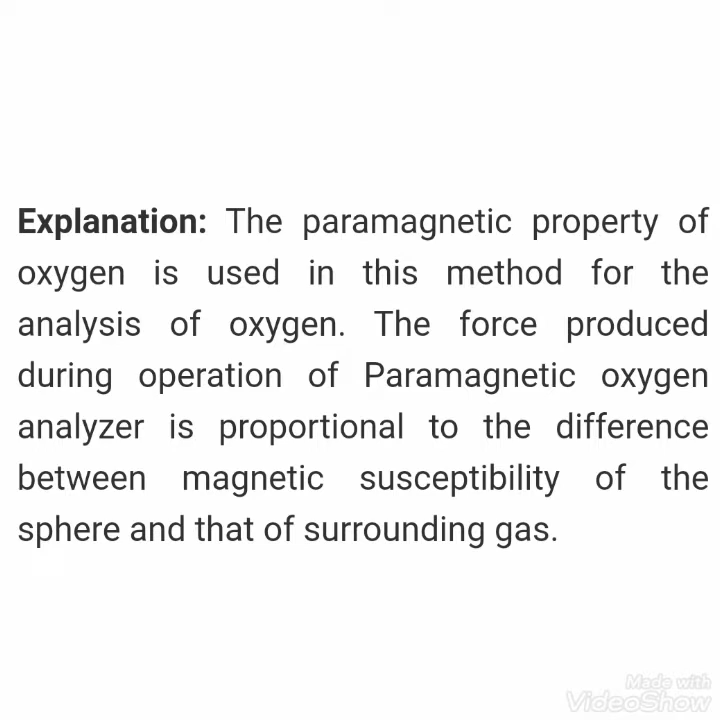 Explanation: The paramagnetic property of
oxygen is used in this method for the
analysis of oxygen. The force produced
during operation of Paramagnetic oxygen
analyzer is proportional to the difference
between magnetic susceptibility of the
sphere and that of surrounding gas.
Made with
VideoShow